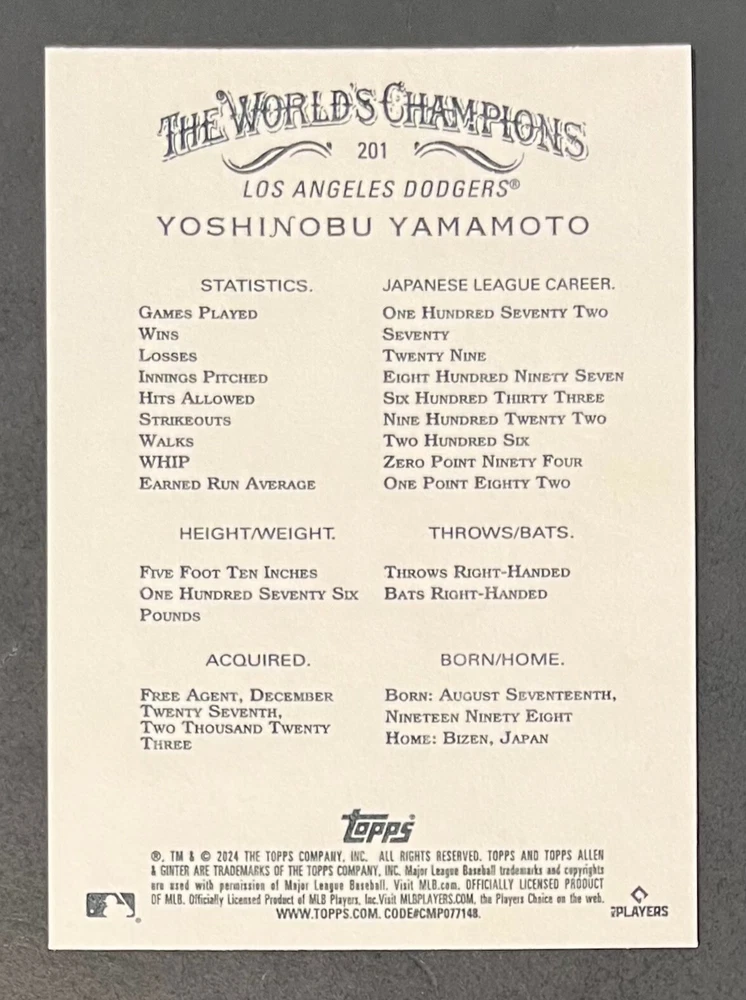 THE WORLD'S CHAMPIONS
201
LOS ANGELES DODGERS®
YOSHINOBU YAMAMOTO
STATISTICS. JAPANESE LEAGUE CAREER.
GAMES PLAYED ONE HUNDRED SEVENTY TWO
WINS SEVENTY
LOSSES TWENTY NINE
INNINGS PITCHED EIGHT HUNDRED NINETY SEVEN
HITS ALLOWED SIX HUNDRED THIRTY THREE
STRIKEOUTS NINE HUNDRED TWENTY TWO
WALKS TWO HUNDRED SIX
WHIP ZERO POINT NINETY FOUR
EARNED RUN AVERAGE ONE POINT EIGHTY TWO
HEIGHT/WEIGHT.
FIVE FOOT TEN INCHES
ONE HUNDRED SEVENTY SIX
POUNDS
THROWS/BATS.
THROWS RIGHT-HANDED
BATS RIGHT-HANDED
ACQUIRED.
FREE AGENT, DECEMBER
TWENTY SEVENTH,
TWO THOUSAND TWENTY
THREE
BORN/HOME.
BORN: AUGUST SEVENTEENTH,
NINETEEN NINETY EIGHT
HOME: BIZEN, JAPAN
topps®
®, TM & © 2024 THE TOPPS COMPANY, INC. ALL RIGHTS RESERVED. TOPPS AND TOPPS ALLEN
& GINTER ARE TRADEMARKS OF THE TOPPS COMPANY, INC. Major League Baseball trademarks and copyrights
are used with permission of Major League Baseball. Visit MLB.com. OFFICIALLY LICENSED PRODUCT
OF MLB. Officially Licensed Product of MLB Players, Inc.Visit MLBPLAYERS.COM, the Players Choice on the web.
WWW.TOPPS.COM. CODE#CMP077148.
PLAYERS